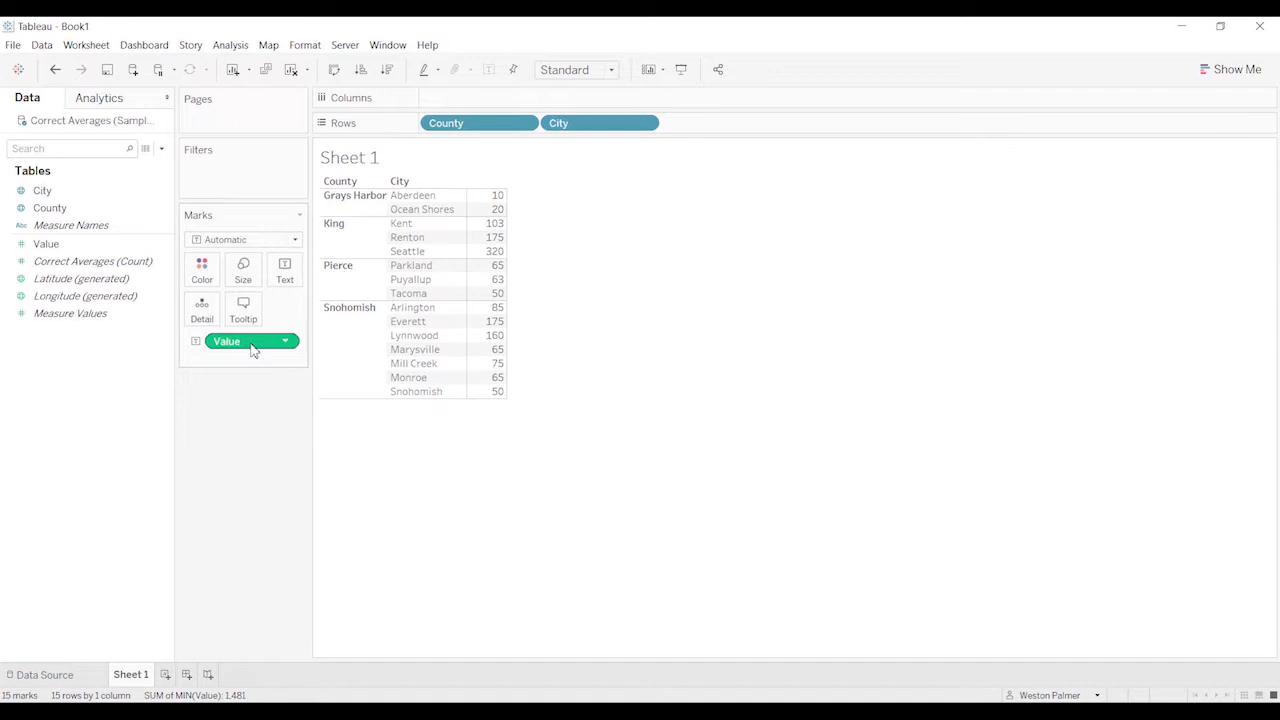 Tableau - Book1
File Data Worksheet Dashboard Story Analysis Map Format Server Window Help
Standard
Show Me
Data Analytics
Correct Averages (Sampl...
Search
Tables
City
County
Abc Measure Names
Value
Correct Averages (Count)
Latitude (generated)
Longitude (generated)
Measure Values
Pages
Filters
Marks
Automatic
Color Size Text
Detail Tooltip
Value
Columns
Rows County City
Sheet 1
County City
Grays Harbor Aberdeen 10
Ocean Shores 20
King Kent 103
Renton 175
Seattle 320
Pierce Parkland 65
Puyallup 63
Tacoma 50
Snohomish Arlington 85
Everett 175
Lynnwood 160
Marysville 65
Mill Creek 75
Monroe 65
Snohomish 50
Data Source Sheet 1
15 marks 15 rows by 1 column SUM of MIN(Value): 1,481 Weston Palmer